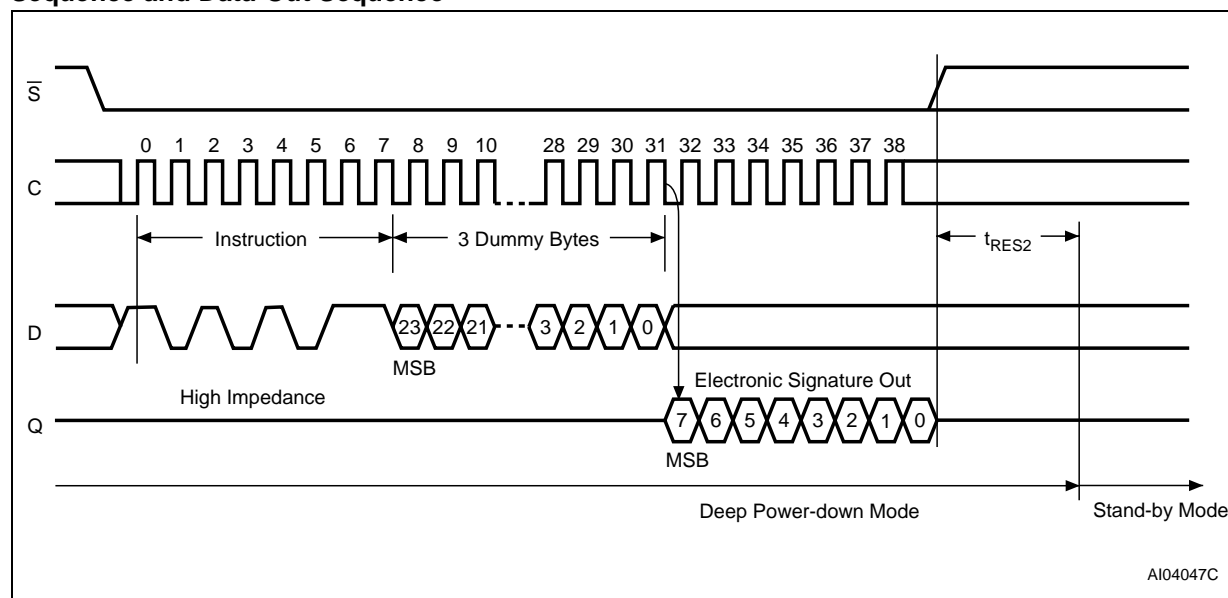 Sequence and Data-Out Sequence
S
0 1 2 3 4 5 6 7 8 9 10 28 29 30 31 32 33 34 35 36 37 38
C
Instruction 3 Dummy Bytes tRES2
D 23 22 21 3 2 1 0
MSB
High Impedance Electronic Signature Out
Q 7 6 5 4 3 2 1 0
MSB
Deep Power-down Mode Stand-by Mode
AI04047C